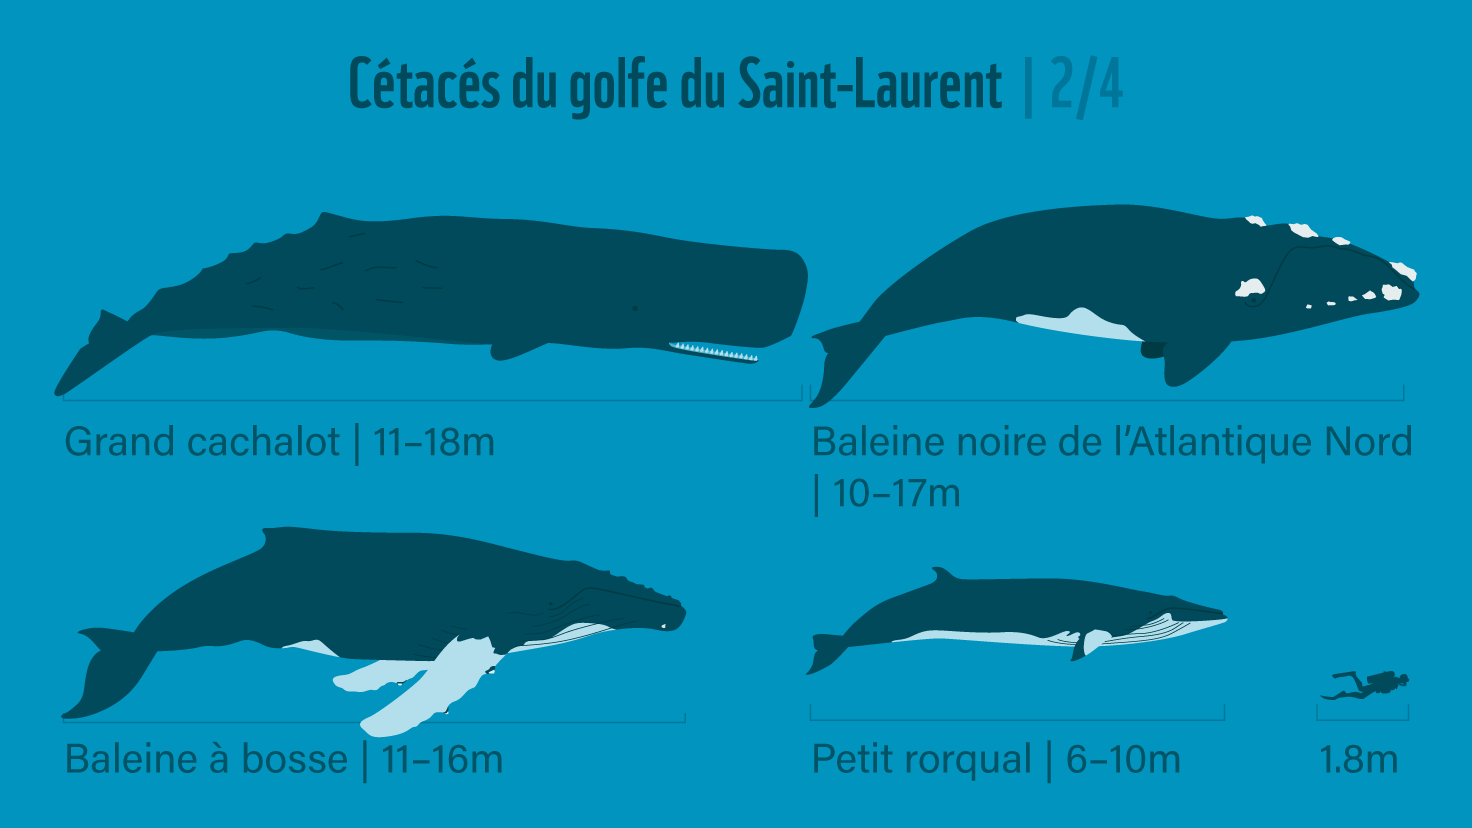 Cétacés du golfe du Saint-Laurent | 2/4
Grand cachalot | 11–18m
Baleine noire de l’Atlantique Nord
| 10–17m
Baleine à bosse | 11–16m
Petit rorqual | 6–10m
1.8m